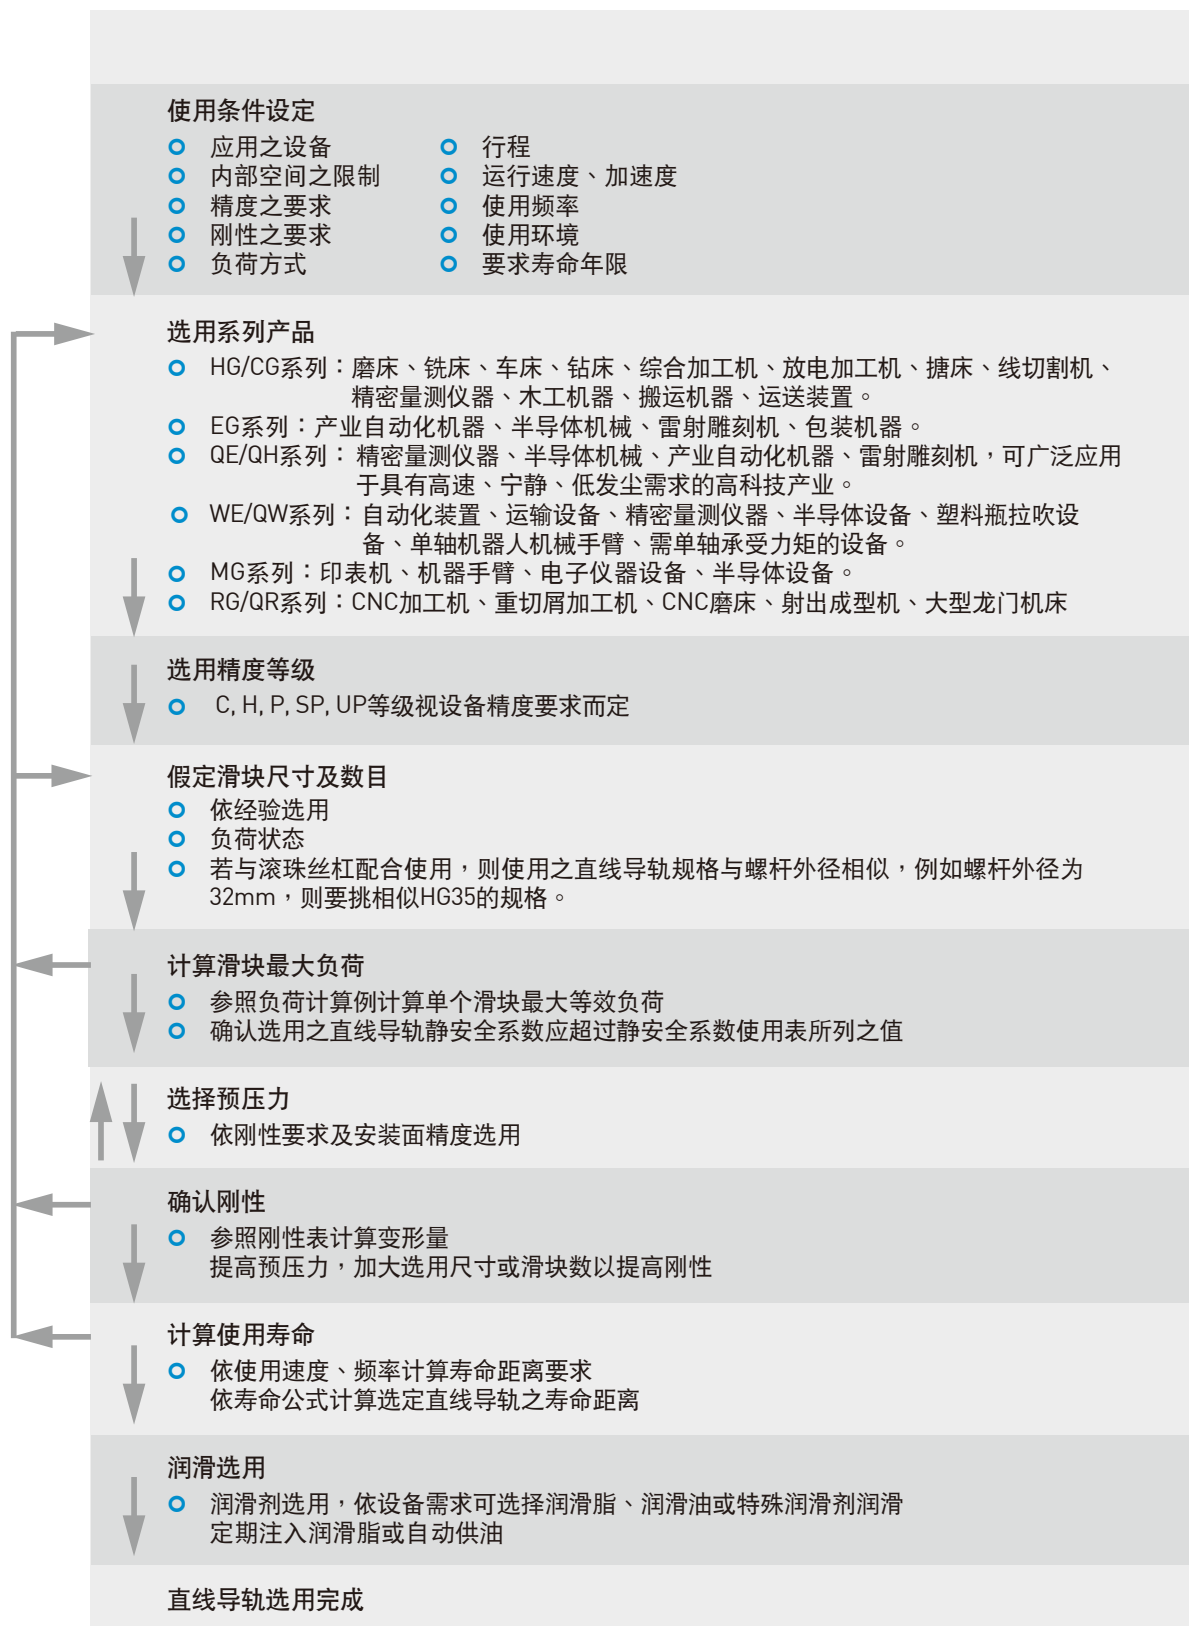 使用条件设定
应用之设备
内部空间之限制
精度之要求
刚性之要求
负荷方式
行程
运行速度、加速度
使用频率
使用环境
要求寿命年限
选用系列产品
HG/CG系列：磨床、铣床、车床、钻床、综合加工机、放电加工机、搪床、线切割机、
精密量测仪器、木工机器、搬运机器、运送装置。
EG系列：产业自动化机器、半导体机械、雷射雕刻机、包装机器。
QE/QH系列： 精密量测仪器、半导体机械、产业自动化机器、雷射雕刻机，可广泛应用
于具有高速、宁静、低发尘需求的高科技产业。
WE/QW系列：自动化装置、运输设备、精密量测仪器、半导体设备、塑料瓶拉吹设
备、单轴机器人机械手臂、需单轴承受力矩的设备。
MG系列：印表机、机器手臂、电子仪器设备、半导体设备。
RG/QR系列：CNC加工机、重切屑加工机、CNC磨床、射出成型机、大型龙门机床
选用精度等级
C, H, P, SP, UP等级视设备精度要求而定
假定滑块尺寸及数目
依经验选用
负荷状态
若与滚珠丝杠配合使用，则使用之直线导轨规格与螺杆外径相似，例如螺杆外径为
32mm，则要挑相似HG35的规格。
计算滑块最大负荷
参照负荷计算例计算单个滑块最大等效负荷
确认选用之直线导轨静安全系数应超过静安全系数使用表所列之值
选择预压力
依刚性要求及安装面精度选用
确认刚性
参照刚性表计算变形量
提高预压力，加大选用尺寸或滑块数以提高刚性
计算使用寿命
依使用速度、频率计算寿命距离要求
依寿命公式计算选定直线导轨之寿命距离
润滑选用
润滑剂选用，依设备需求可选择润滑脂、润滑油或特殊润滑剂润滑
定期注入润滑脂或自动供油
直线导轨选用完成